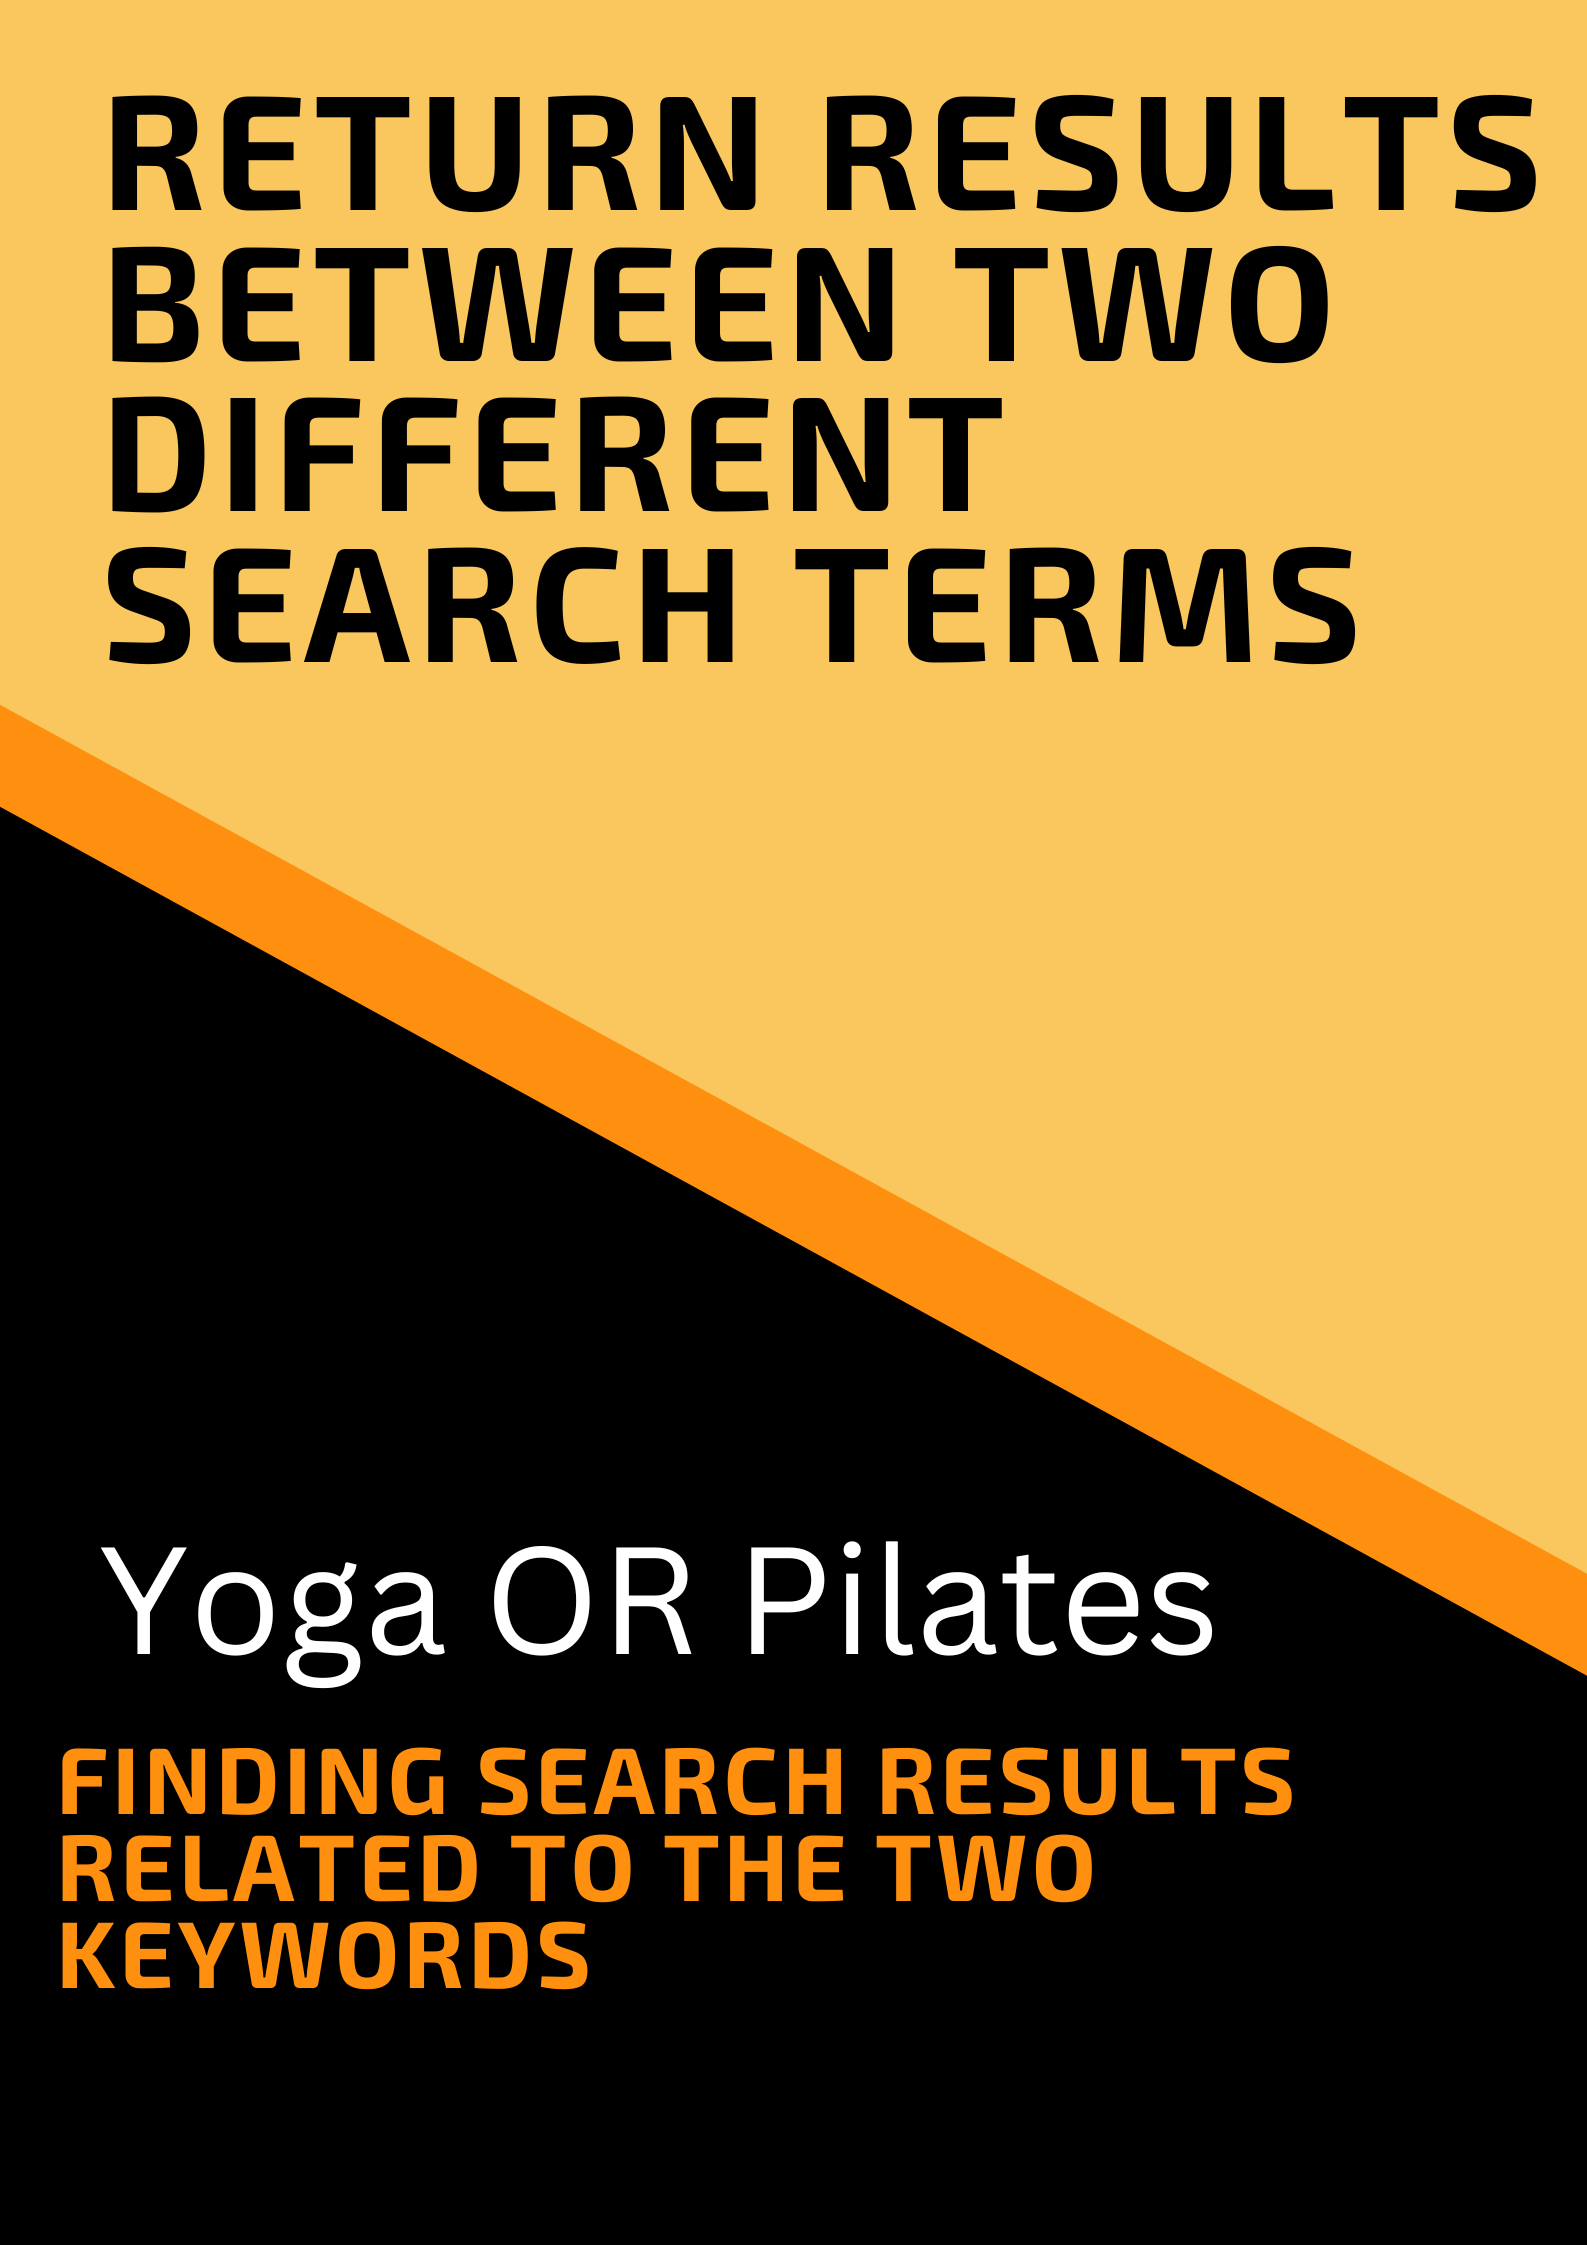 RETURN RESULTS
BETWEEN TWO
DIFFERENT
SEARCH TERMS
Yoga OR Pilates
FINDING SEARCH RESULTS
RELATED TO THE TWO
KEYWORDS